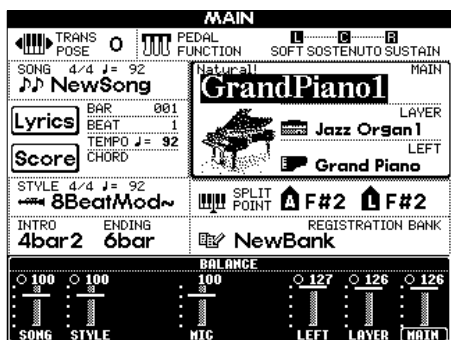 MAIN
TRANSPOSE 0
PEDAL FUNCTION
L C R
SOFT SOSTENUTO SUSTAIN
SONG 4/4 ♩= 92
NewSong
BAR 001
BEAT 1
TEMPO ♩= 92
CHORD
Lyrics
Score
Natural! MAIN
GrandPiano1
LAYER
Jazz Organ1
LEFT
Grand Piano
STYLE 4/4 ♩= 92
8BeatMod~
SPLIT POINT A F#2 L F#2
INTRO ENDING
4bar2 6bar
REGISTRATION BANK
NewBank
BALANCE
100 100 100 127 126 126
SONG STYLE MIC LEFT LAYER MAIN